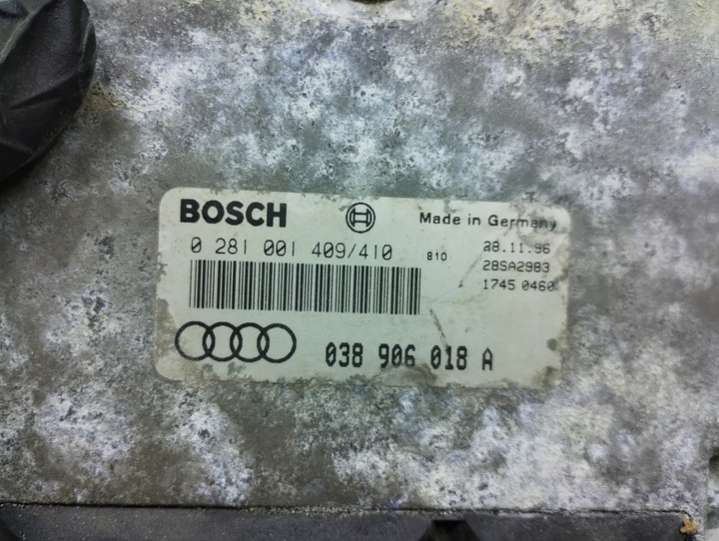 BOSCH
Made in Germany
0 281 001 409/410
810
28.11.96
28SA2983
1745 0460
038 906 018 A